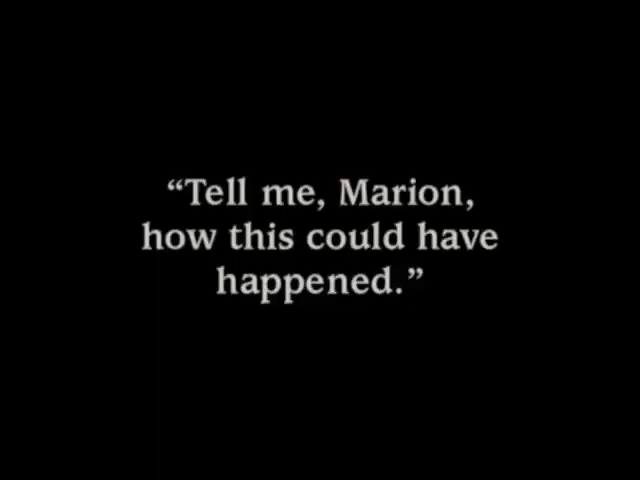 “Tell me, Marion,
how this could have
happened.”